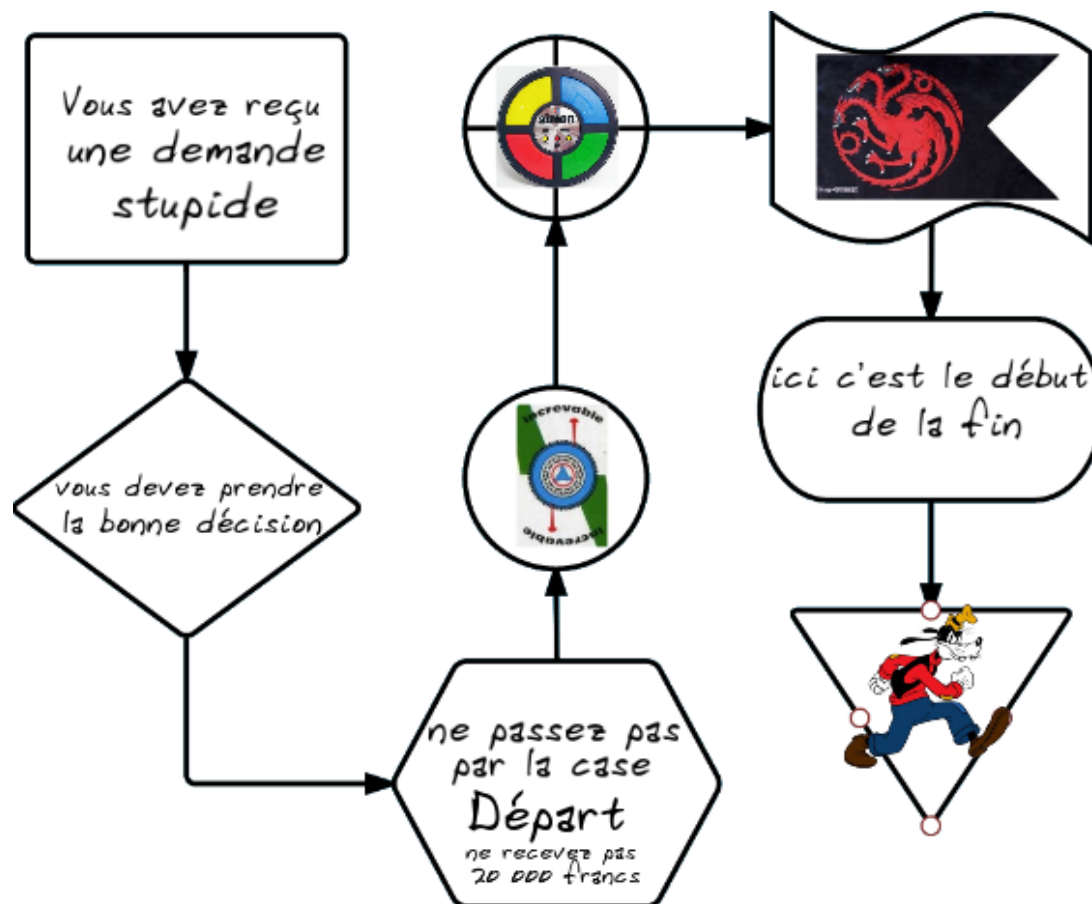 Vous avez reçu
une demande
stupide
vous devez prendre
la bonne décision
ne passez pas
par la case
Départ
ne recevez pas
20 000 francs
increvable
increvable
simon
ici c'est le début
de la fin